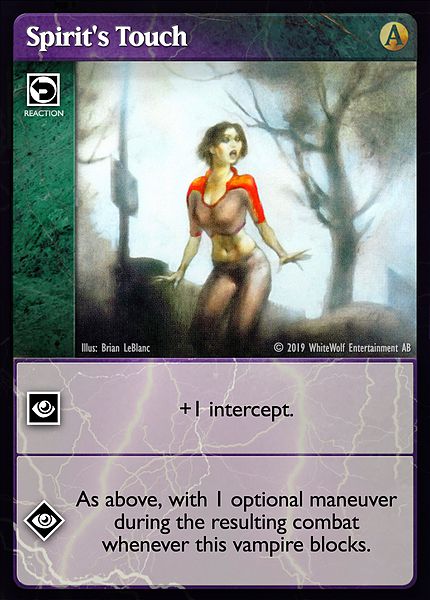 Spirit's Touch
A
REACTION
Illus: Brian LeBlanc
© 2019 WhiteWolf Entertainment AB
+1 intercept.
As above, with 1 optional maneuver
during the resulting combat
whenever this vampire blocks.